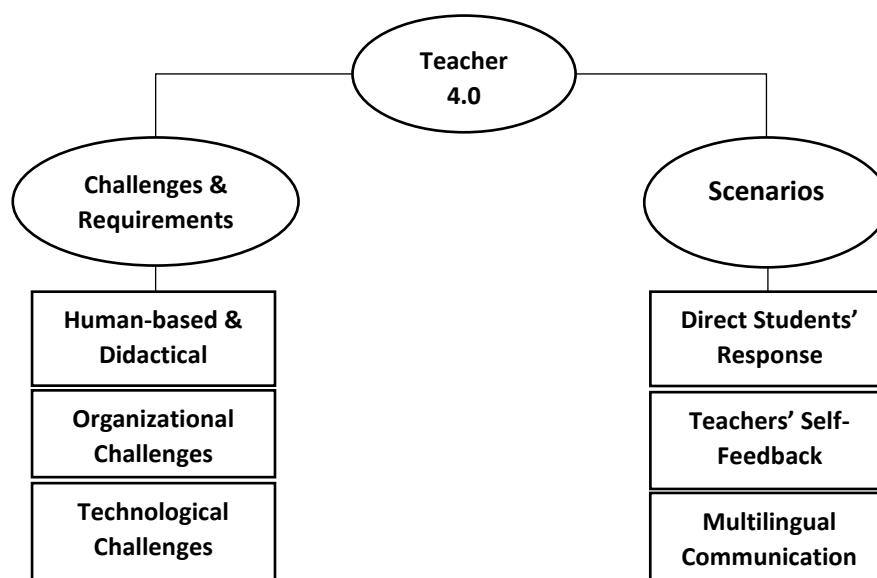 Teacher
4.0
Challenges &
Requirements
Scenarios
Human-based &
Didactical
Organizational
Challenges
Technological
Challenges
Direct Students’
Response
Teachers’ Self-
Feedback
Multilingual
Communication